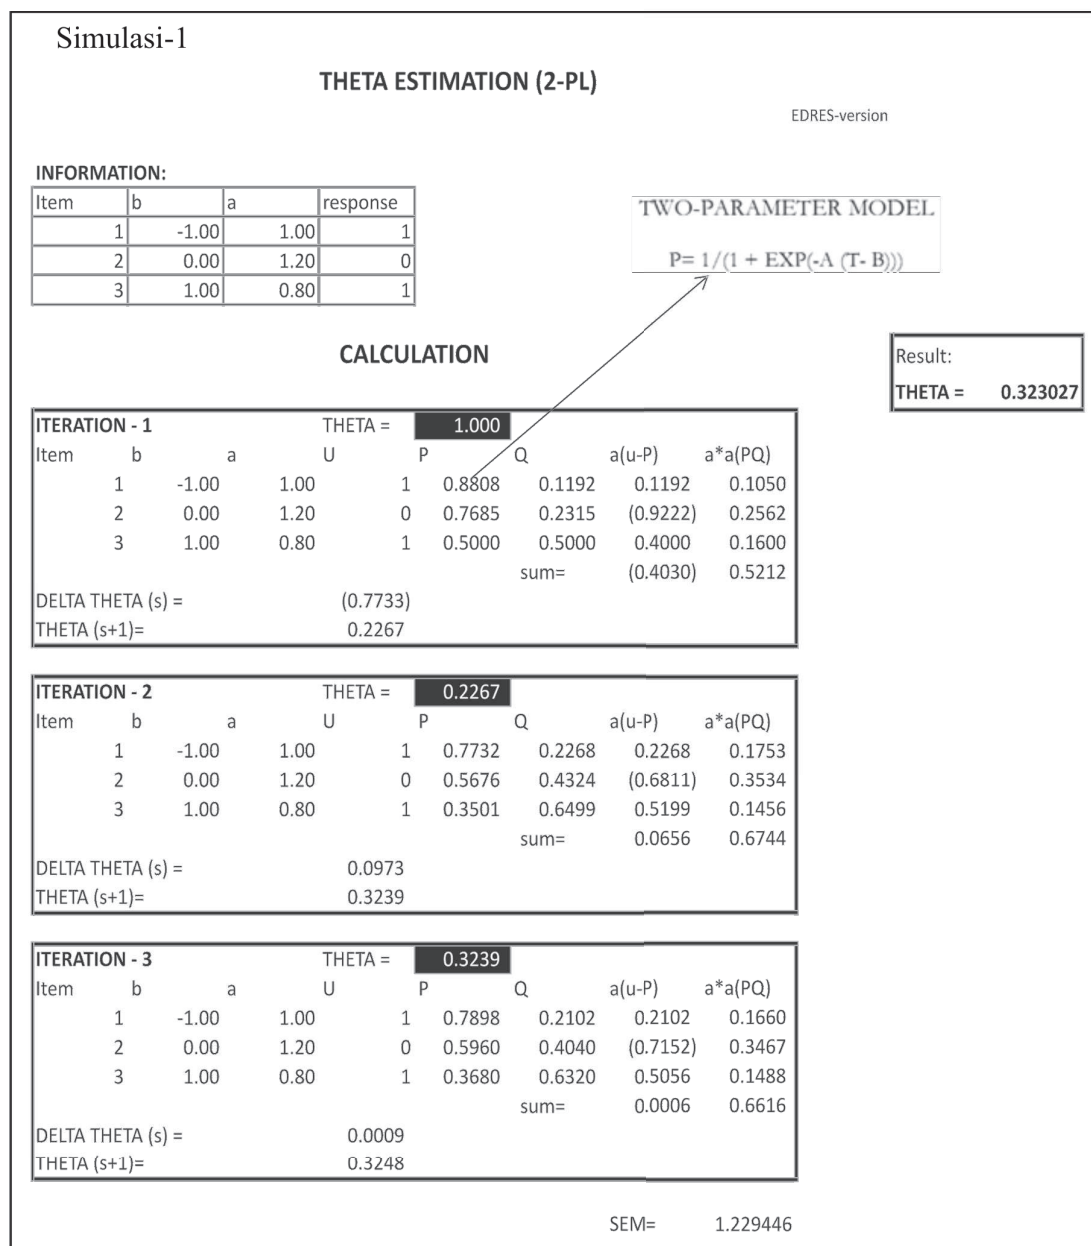 Simulasi-1
THETA ESTIMATION (2-PL)
EDRES-version
INFORMATION:
Item b a response
1 -1.00 1.00 1
2 0.00 1.20 0
3 1.00 0.80 1
TWO-PARAMETER MODEL
P= 1/(1 + EXP(-A (T- B)))
CALCULATION
Result:
THETA = 0.323027
ITERATION - 1 THETA = 1.000
Item b a U P Q a(u-P) a*a(PQ)
1 -1.00 1.00 1 0.8808 0.1192 0.1192 0.1050
2 0.00 1.20 0 0.7685 0.2315 (0.9222) 0.2562
3 1.00 0.80 1 0.5000 0.5000 0.4000 0.1600
sum= (0.4030) 0.5212
DELTA THETA (s) = (0.7733)
THETA (s+1)= 0.2267
ITERATION - 2 THETA = 0.2267
Item b a U P Q a(u-P) a*a(PQ)
1 -1.00 1.00 1 0.7732 0.2268 0.2268 0.1753
2 0.00 1.20 0 0.5676 0.4324 (0.6811) 0.3534
3 1.00 0.80 1 0.3501 0.6499 0.5199 0.1456
sum= 0.0656 0.6744
DELTA THETA (s) = 0.0973
THETA (s+1)= 0.3239
ITERATION - 3 THETA = 0.3239
Item b a U P Q a(u-P) a*a(PQ)
1 -1.00 1.00 1 0.7898 0.2102 0.2102 0.1660
2 0.00 1.20 0 0.5960 0.4040 (0.7152) 0.3467
3 1.00 0.80 1 0.3680 0.6320 0.5056 0.1488
sum= 0.0006 0.6616
DELTA THETA (s) = 0.0009
THETA (s+1)= 0.3248
SEM= 1.229446